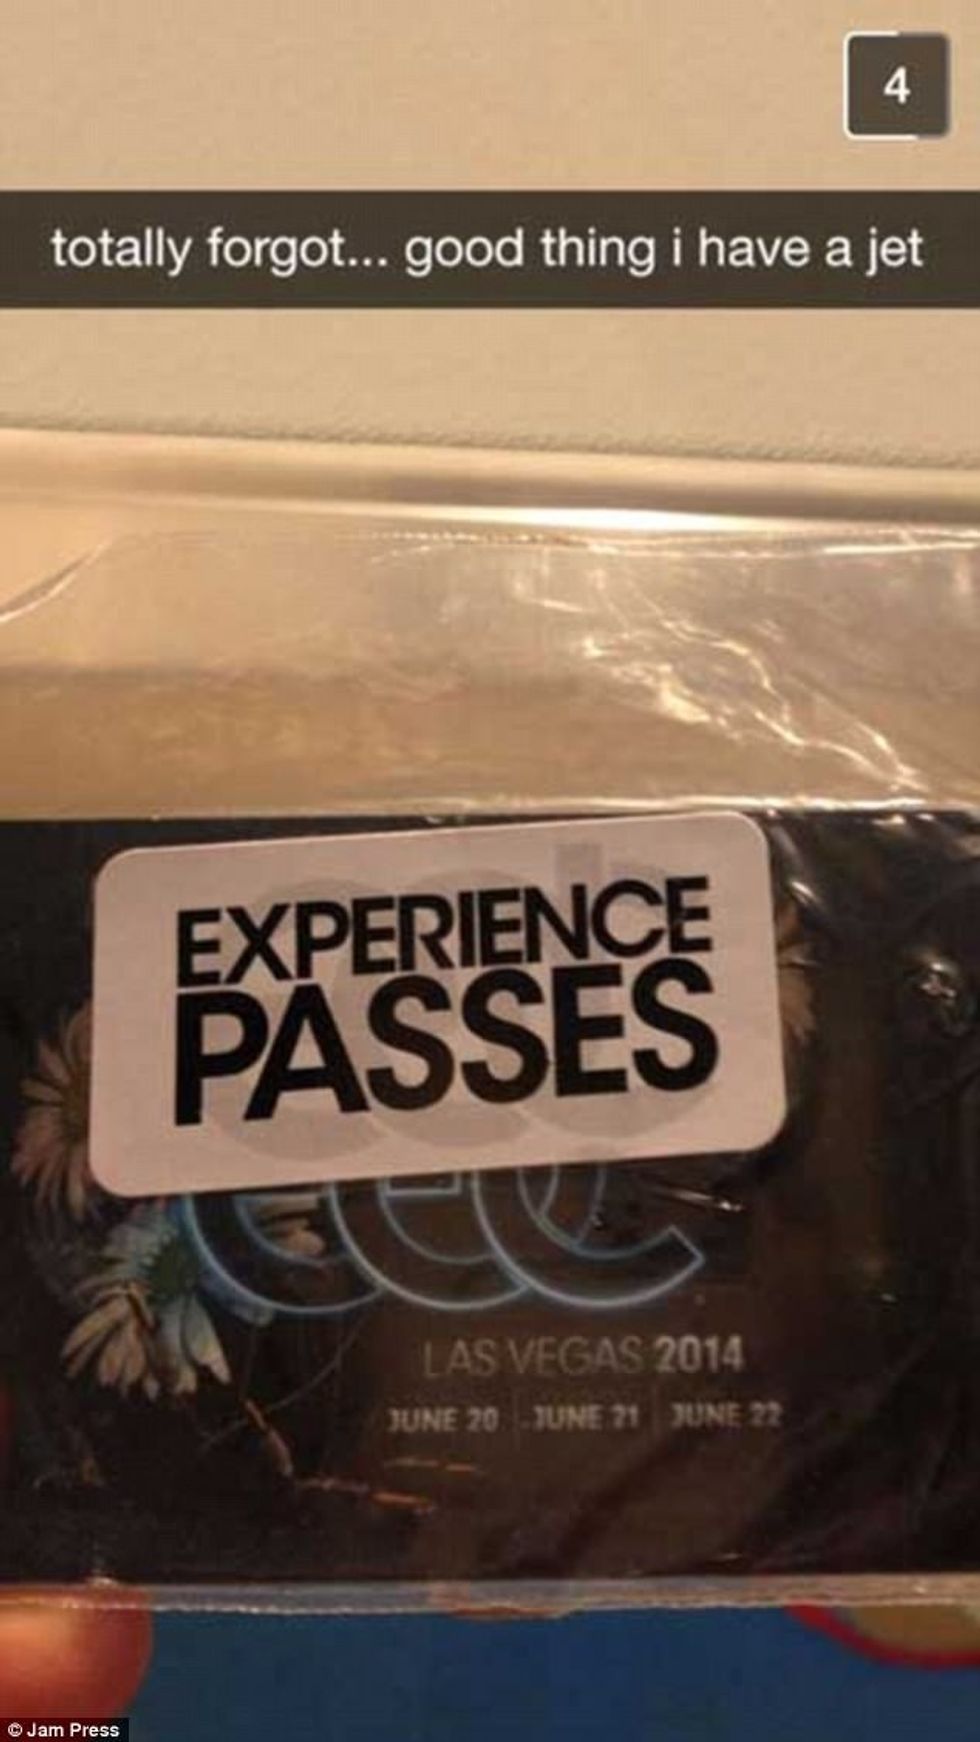 4
totally forgot... good thing i have a jet
EXPERIENCE
PASSES
LAS VEGAS 2014
JUNE 20 JUNE 21 JUNE 22
© Jam Press